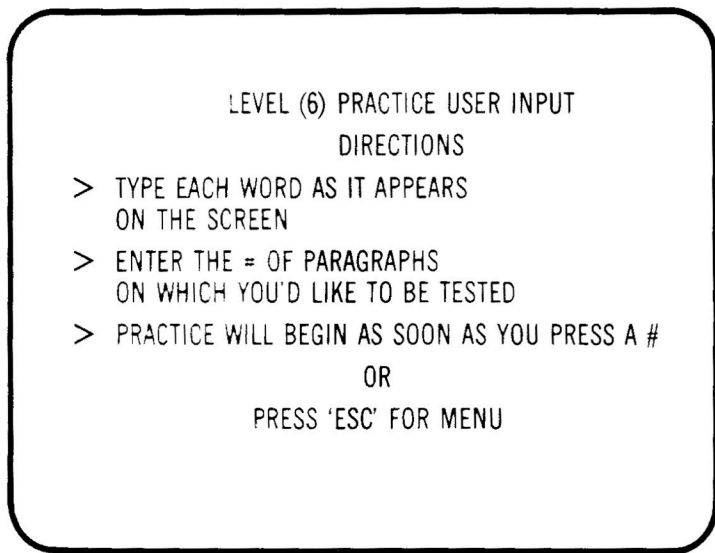 LEVEL (6) PRACTICE USER INPUT
DIRECTIONS
> TYPE EACH WORD AS IT APPEARS
ON THE SCREEN
> ENTER THE = OF PARAGRAPHS
ON WHICH YOU'D LIKE TO BE TESTED
> PRACTICE WILL BEGIN AS SOON AS YOU PRESS A #
OR
PRESS 'ESC' FOR MENU